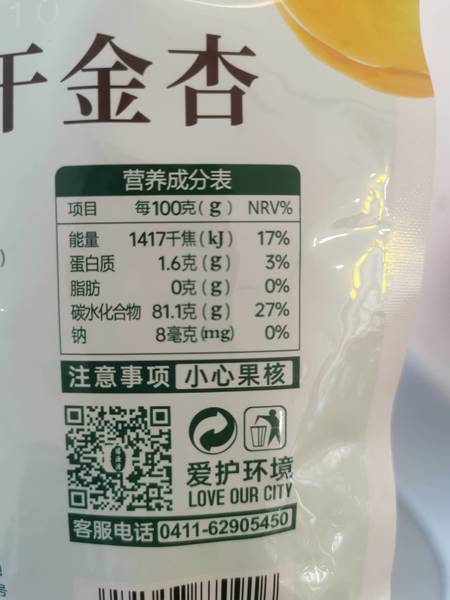 金杏
营养成分表
项目 每100克(g) NRV%
能量 1417千焦(kJ) 17%
蛋白质 1.6克(g) 3%
脂肪 0克(g) 0%
碳水化合物 81.1克(g) 27%
钠 8毫克(mg) 0%
注意事项 小心果核
爱护环境
LOVE OUR CITY
客服电话 0411-62905450